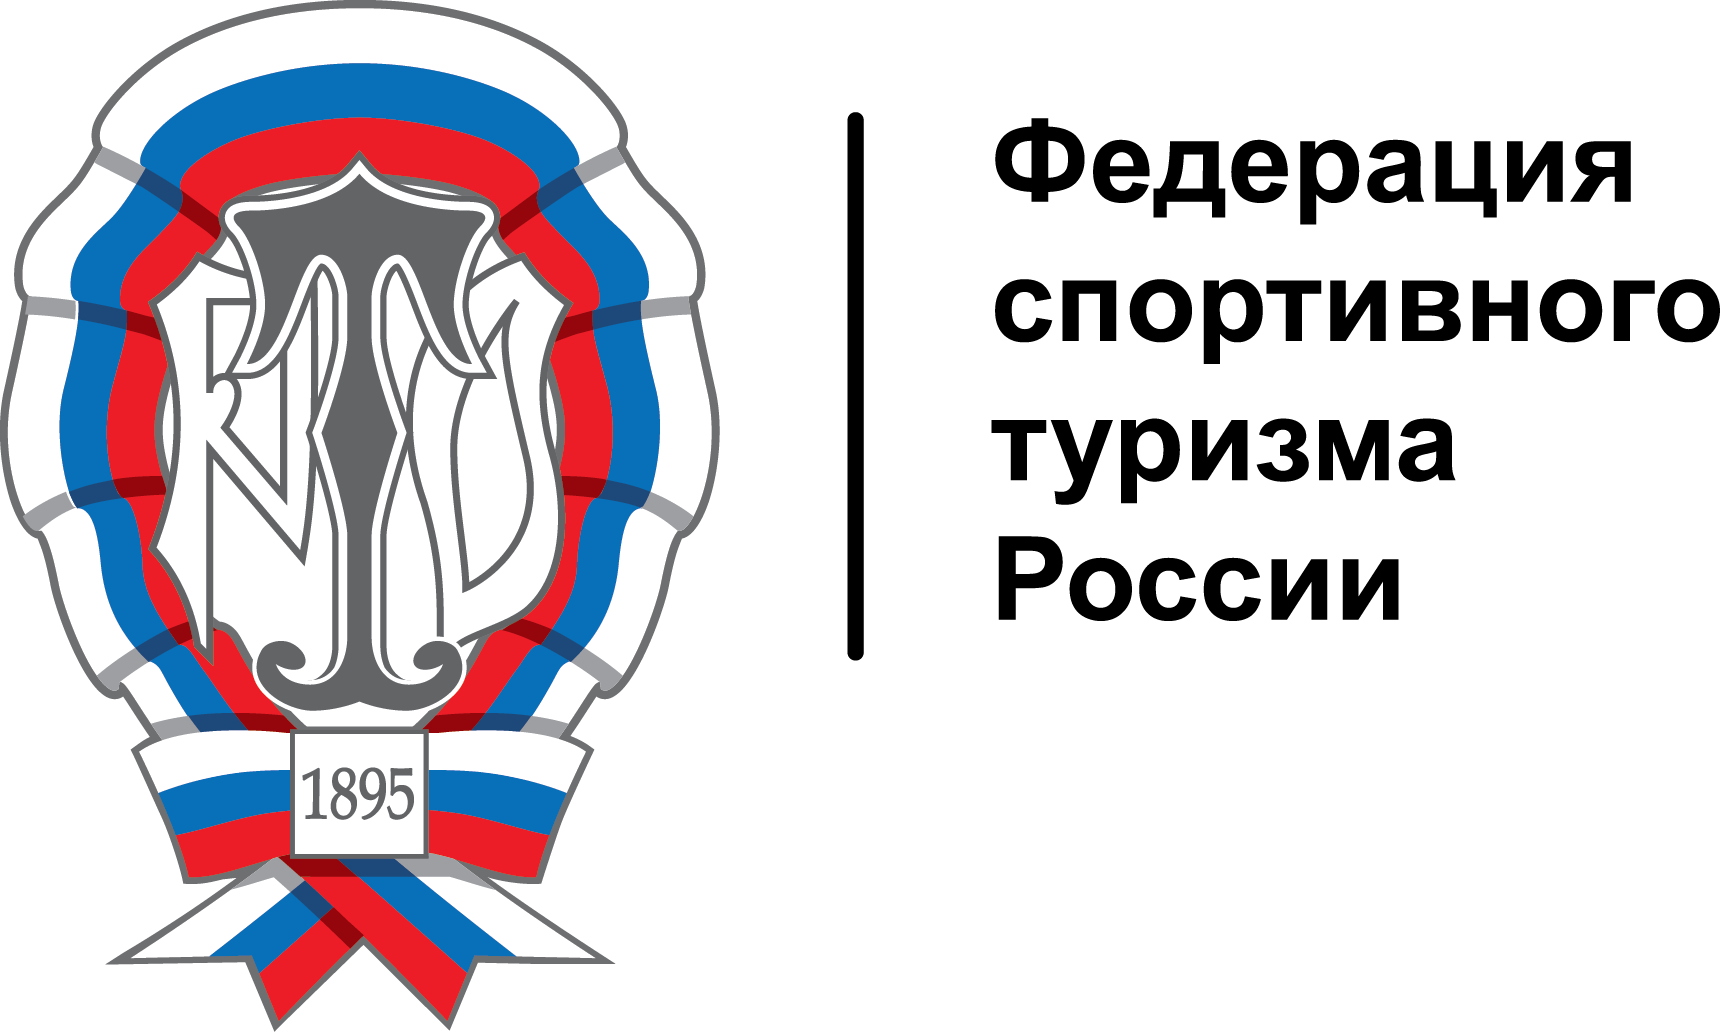 1895
Федерация
спортивного
туризма
России